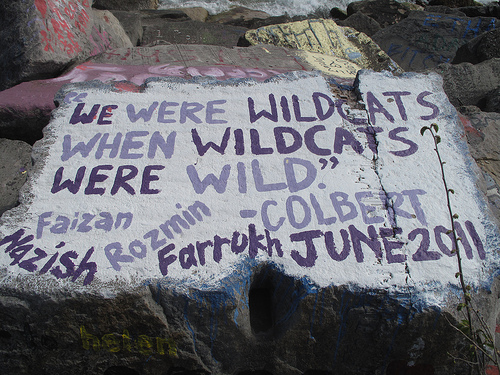 "WE WERE WILDCATS
WHEN WILDCATS
WERE WILD."
-COLBERT
Faizan
Rozmin
Nazish
Farrukh JUNE 2011